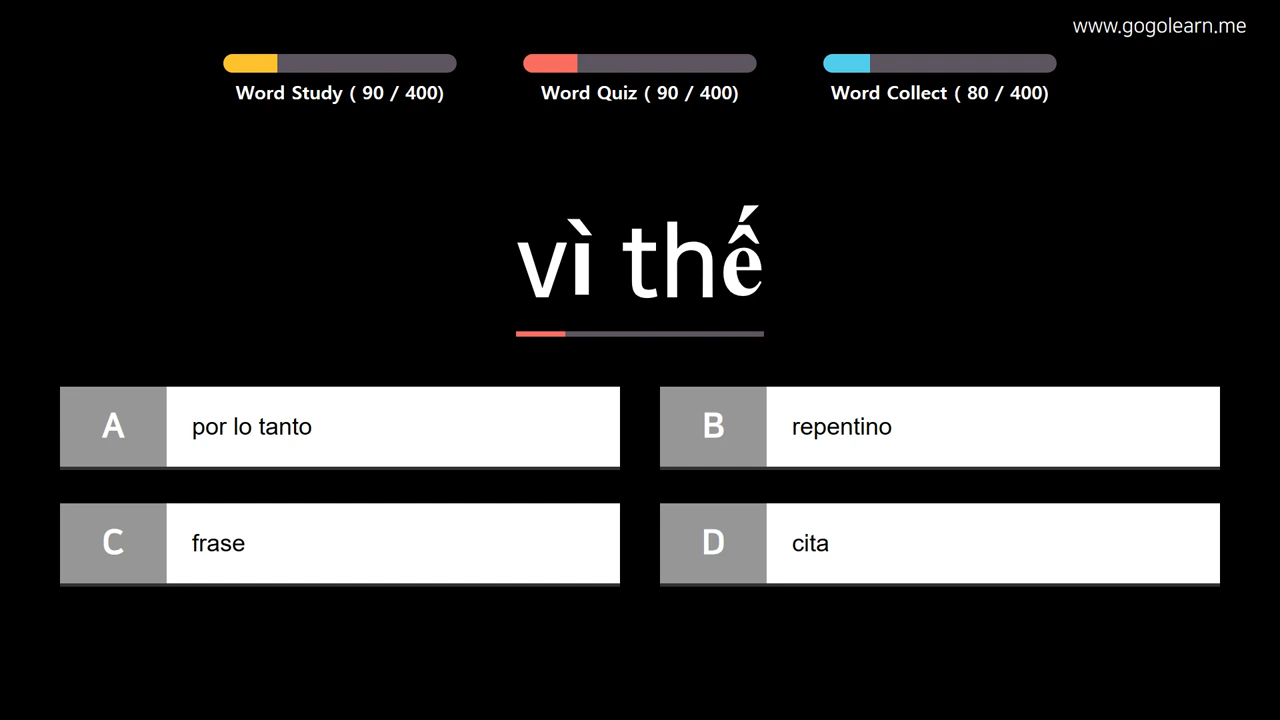 www.gogolearn.me
Word Study ( 90 / 400)
Word Quiz ( 90 / 400)
Word Collect ( 80 / 400)
vì thế
A por lo tanto
B repentino
C frase
D cita